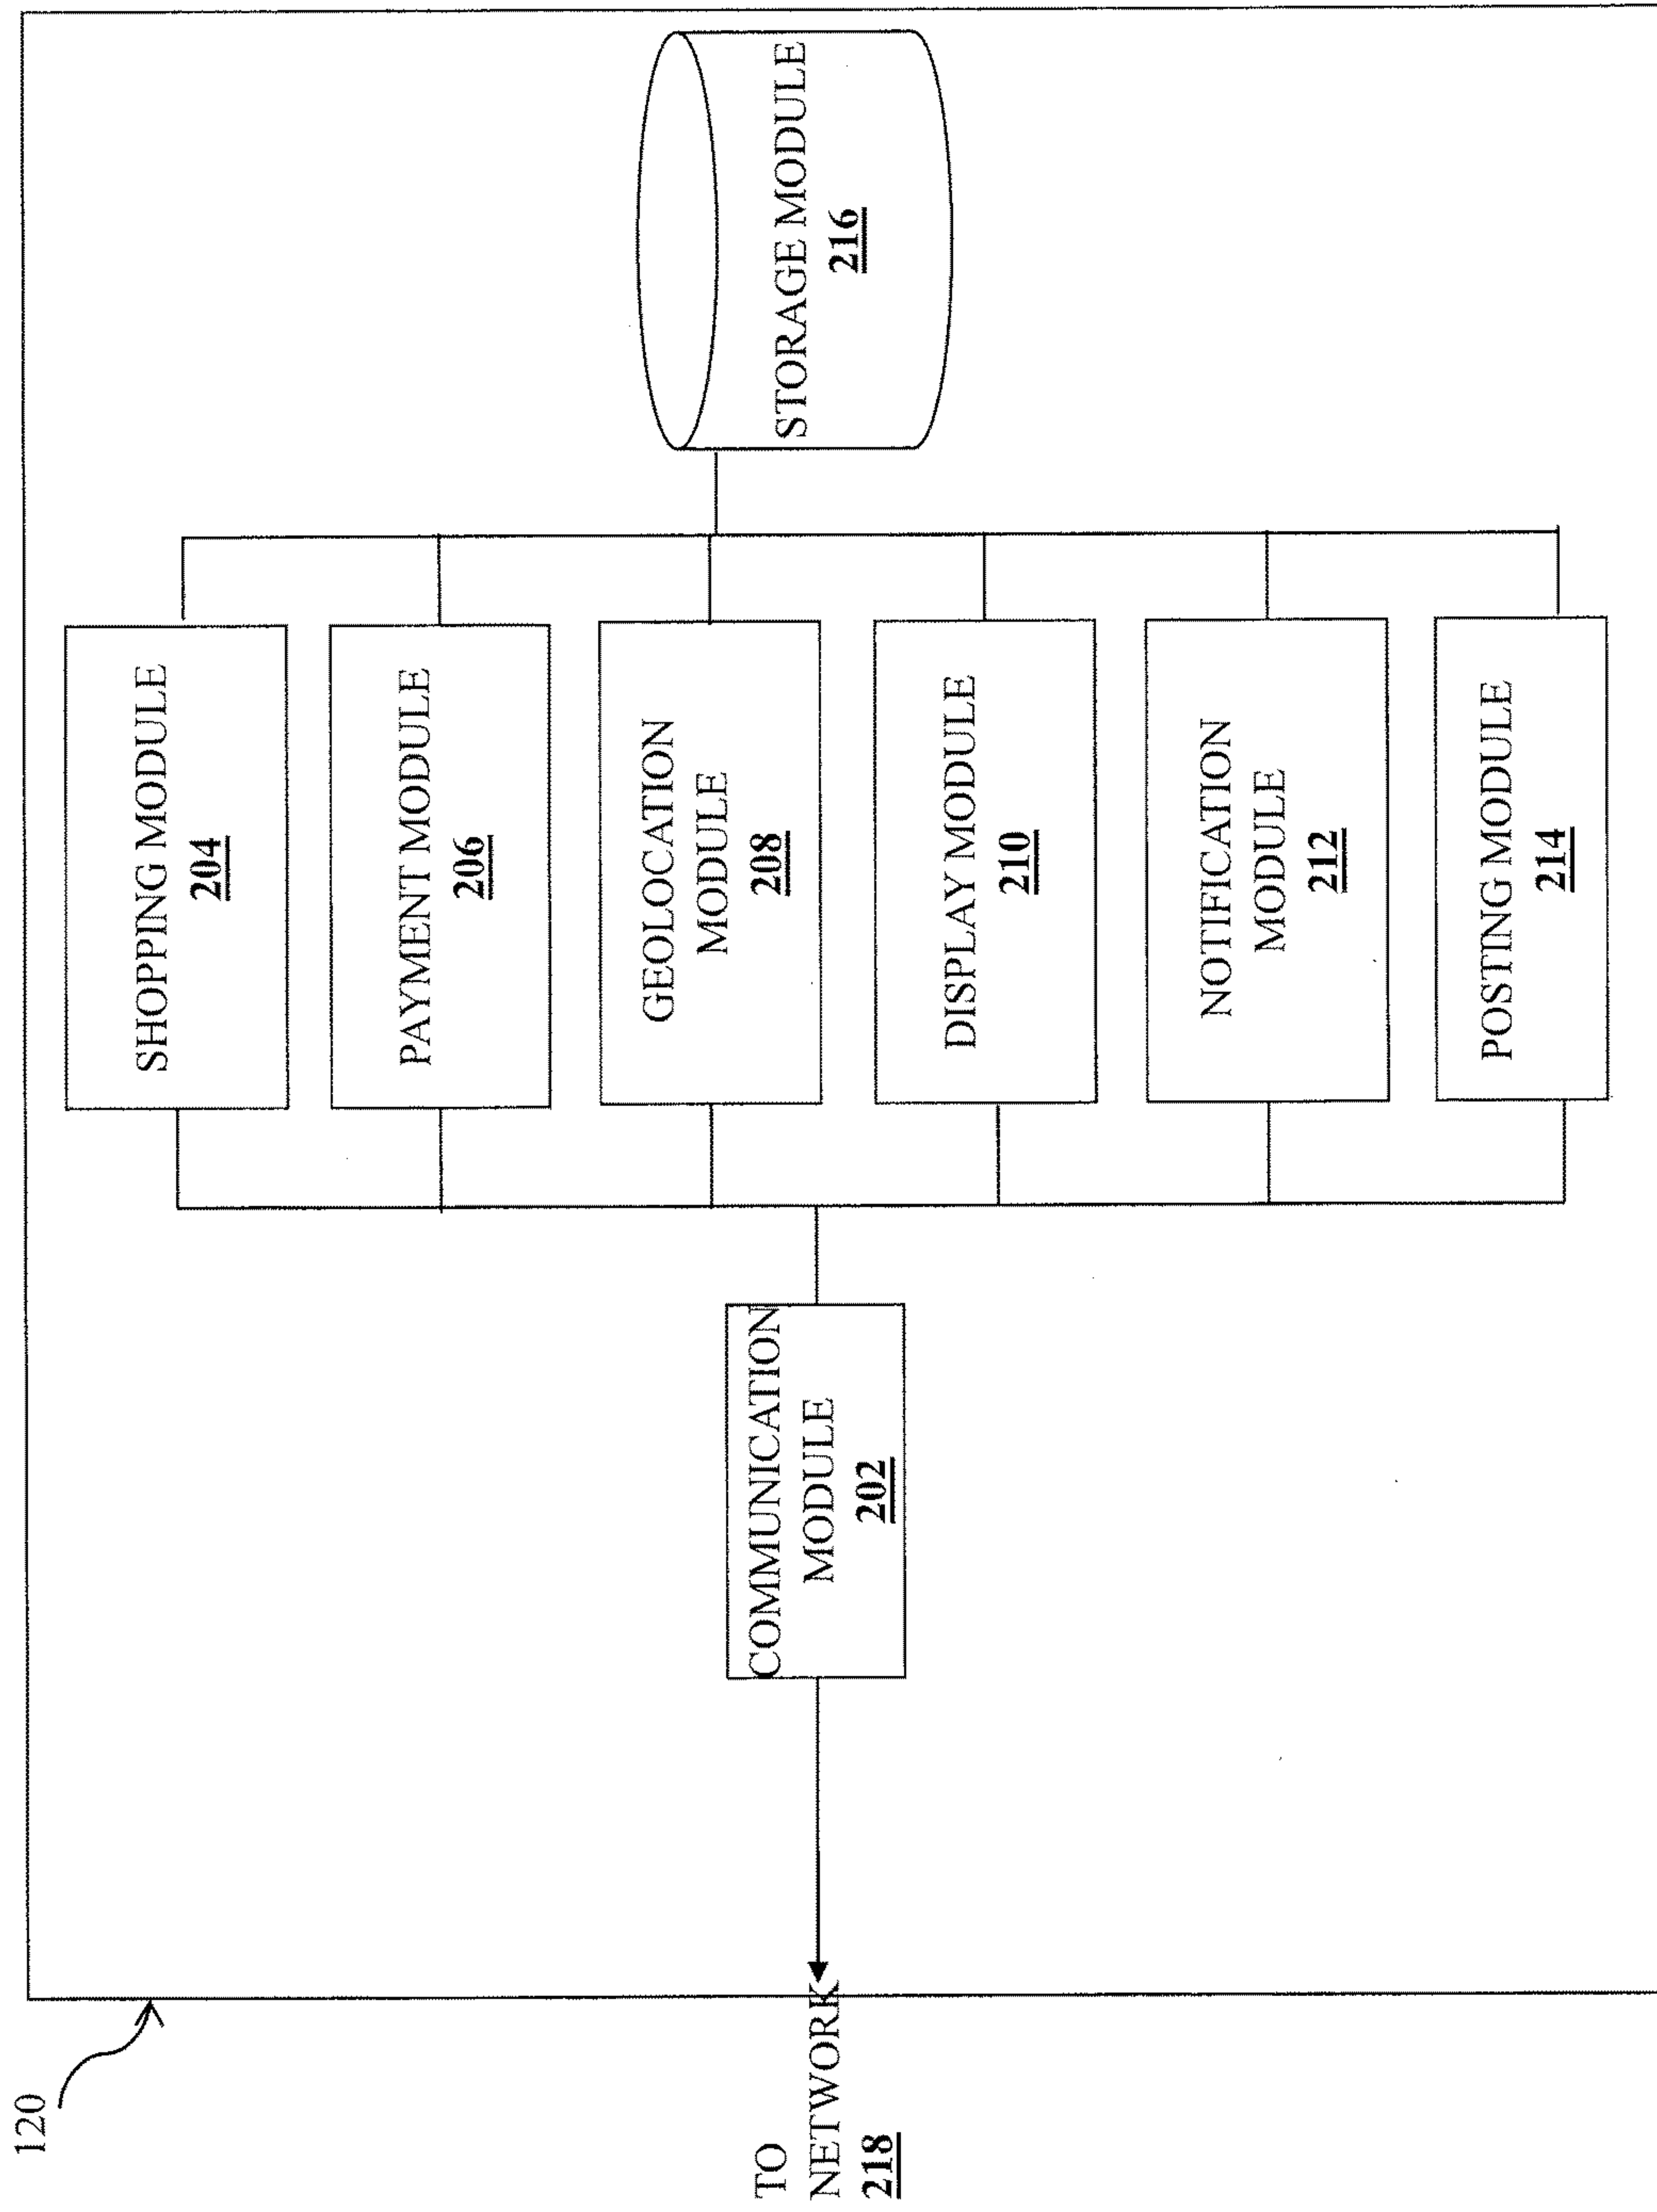 120
TO
NETWORK
218
COMMUNICATION
MODULE
202
SHOPPING MODULE
204
PAYMENT MODULE
206
GEOLOCATION
MODULE
208
DISPLAY MODULE
210
NOTIFICATION
MODULE
212
POSTING MODULE
214
STORAGE MODULE
216